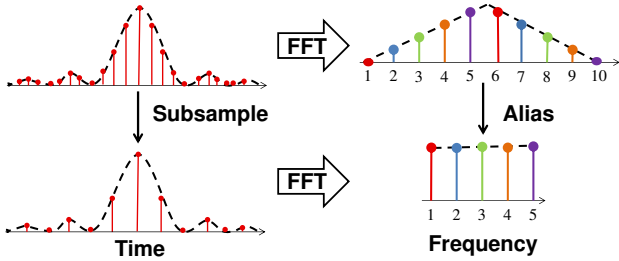 FFT
1 2 3 4 5 6 7 8 9 10
Subsample
Alias
FFT
1 2 3 4 5
Time
Frequency